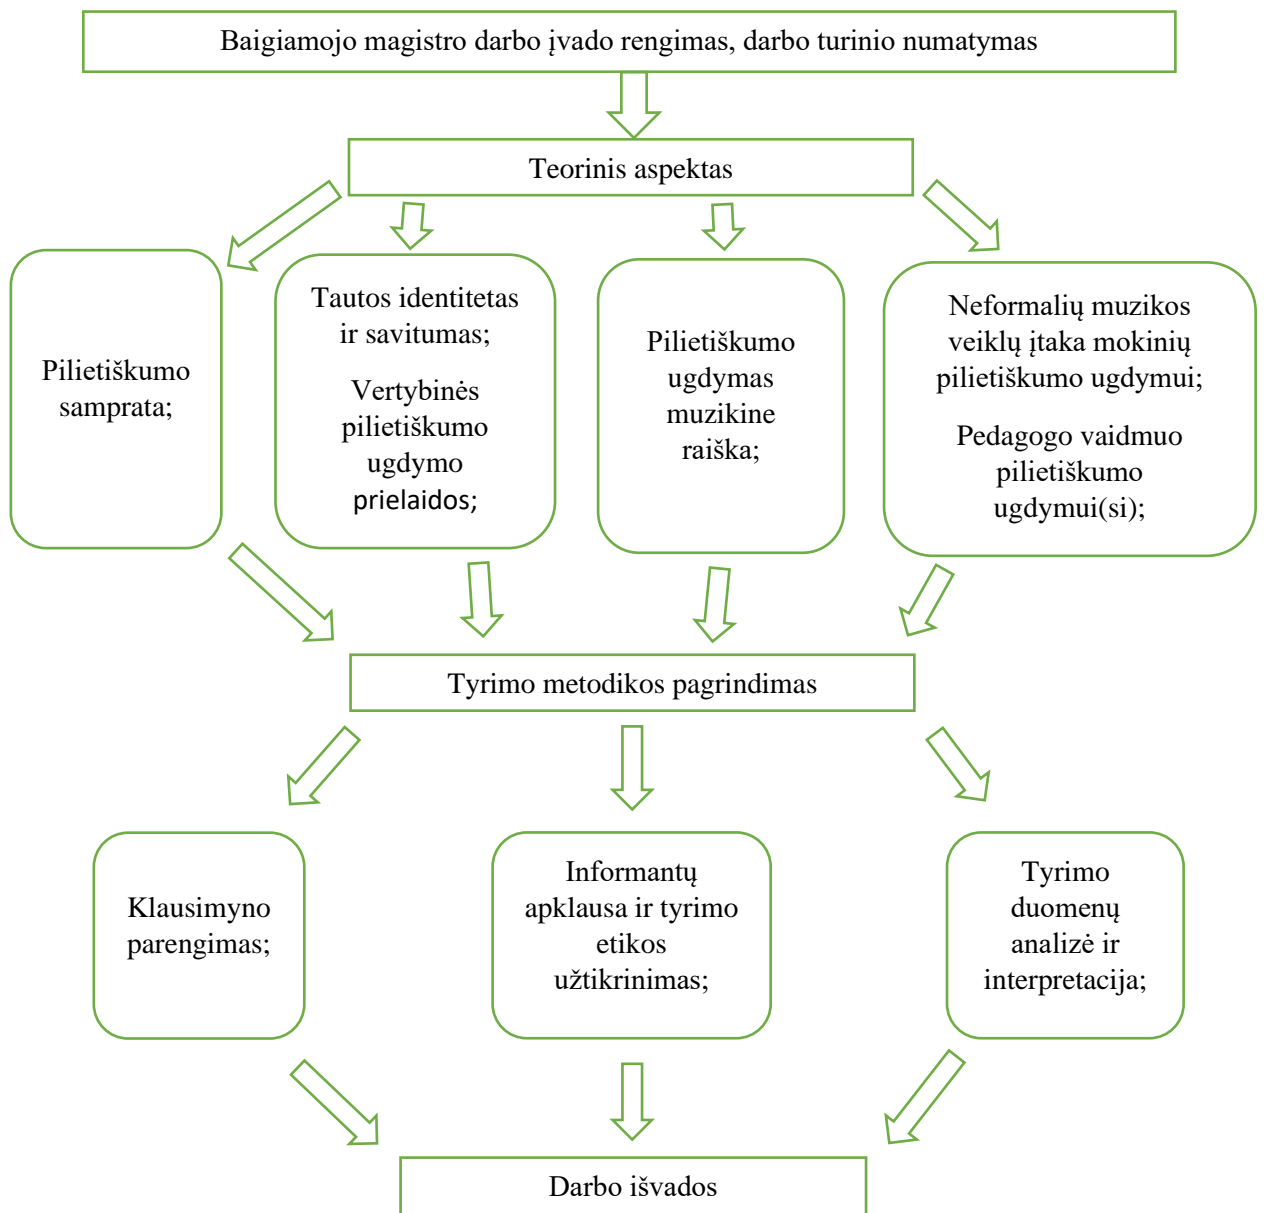 Baigiamojo magistro darbo įvado rengimas, darbo turinio numatymas
Teorinis aspektas
Pilietiškumo
samprata;
Tautos identitetas
ir savitumas;
Vertybinės
pilietiškumo
ugdymo
prielaidos;
Pilietiškumo
ugdymas
muzikine
raiška;
Neformalių muzikos
veiklų įtaka mokinių
pilietiškumo ugdymui;
Pedagogo vaidmuo
pilietiškumo
ugdymui(si);
Tyrimo metodikos pagrindimas
Klausimyno
parengimas;
Informantų
apklausa ir tyrimo
etikos
užtikrinimas;
Tyrimo
duomenų
analizė ir
interpretacija;
Darbo išvados